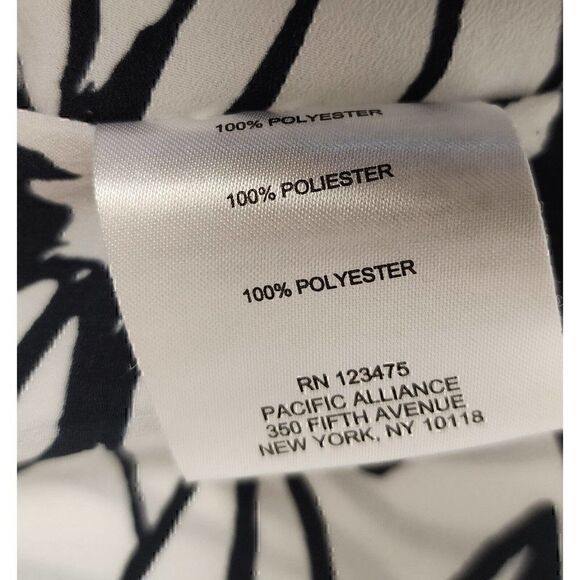 100% POLYESTER
100% POLIESTER
100% POLYESTER
RN 123475
PACIFIC ALLIANCE
350 FIFTH AVENUE
NEW YORK, NY 10118